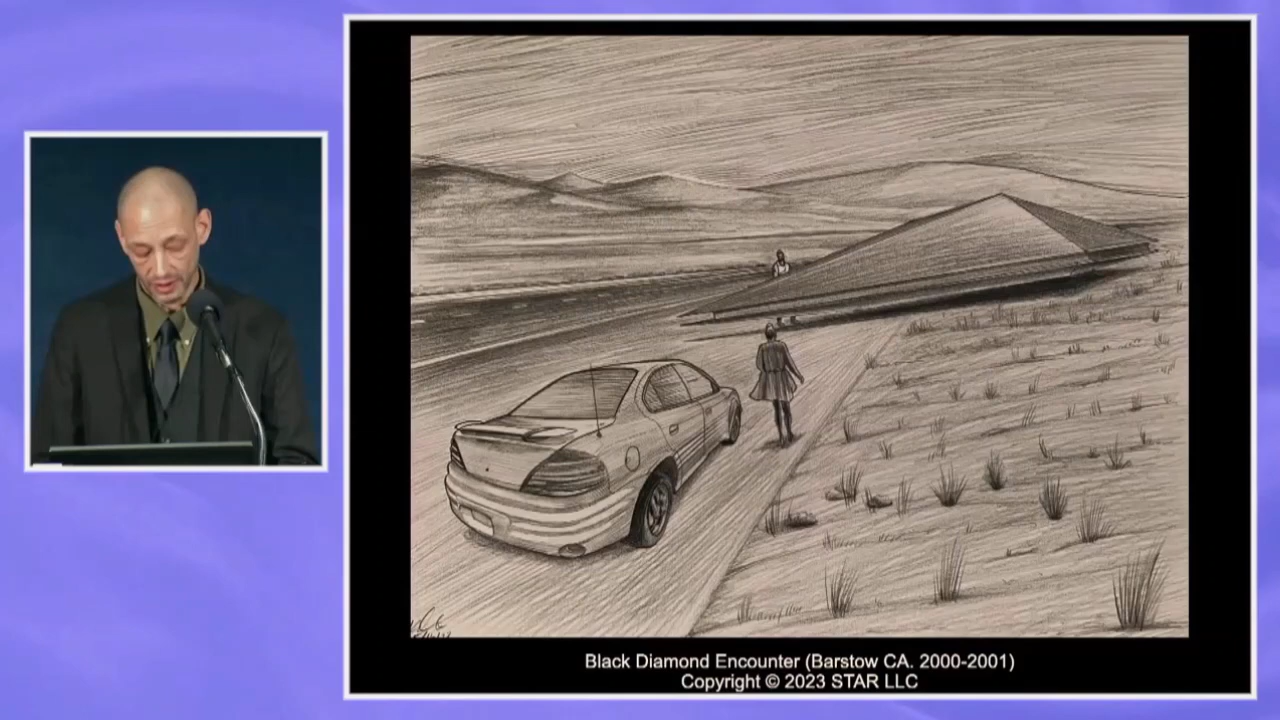 Black Diamond Encounter (Barstow CA. 2000-2001)
Copyright © 2023 STAR LLC